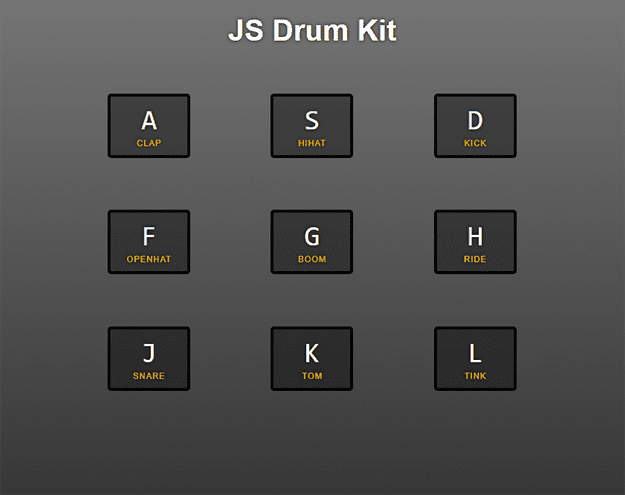 JS Drum Kit
A S D
CLAP HIHAT KICK
F G H
OPENHAT BOOM RIDE
J K L
SNARE TOM TINK